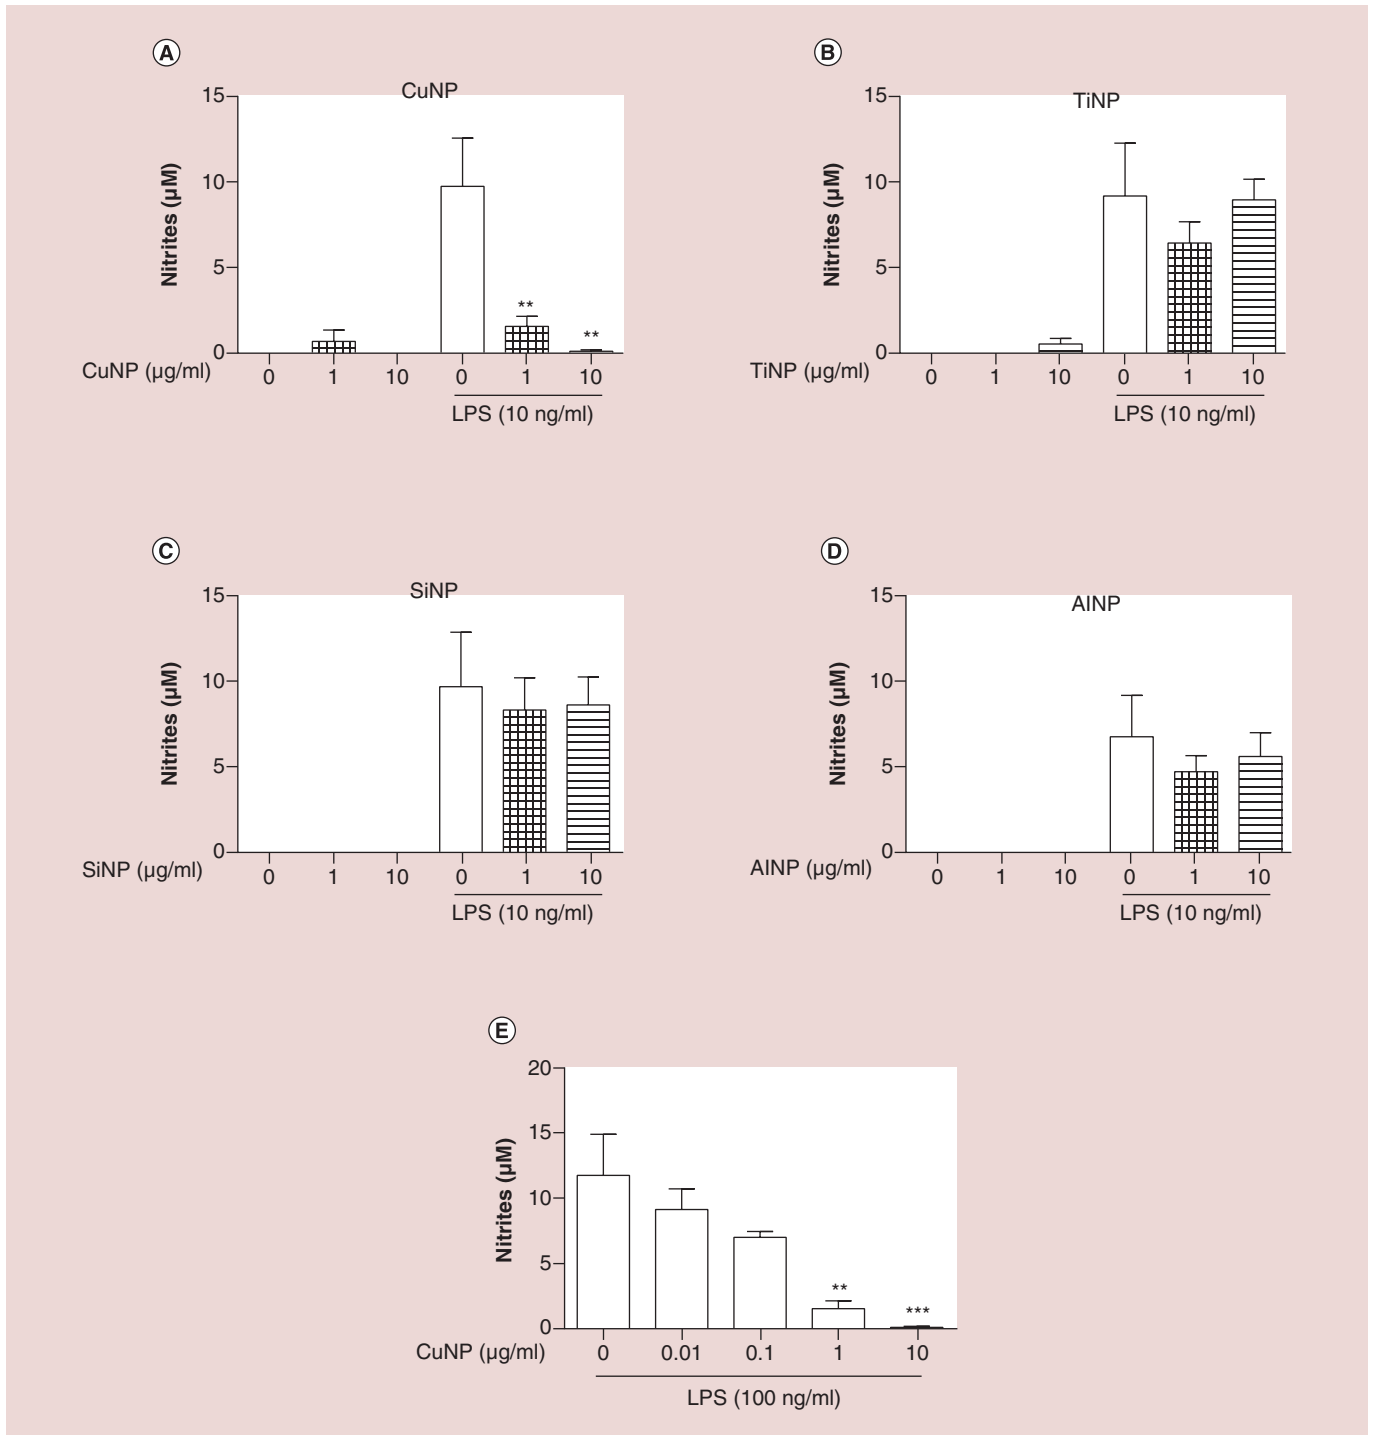 A
CuNP
15
10
5
0
Nitrites (µM)
**
**
CuNP (µg/ml)
0 1 10 0 1 10
LPS (10 ng/ml)
B
TiNP
15
10
5
0
Nitrites (µM)
TiNP (µg/ml)
0 1 10 0 1 10
LPS (10 ng/ml)
C
SiNP
15
10
5
0
Nitrites (µM)
SiNP (µg/ml)
0 1 10 0 1 10
LPS (10 ng/ml)
D
AlNP
15
10
5
0
Nitrites (µM)
AlNP (µg/ml)
0 1 10 0 1 10
LPS (10 ng/ml)
E
20
15
10
5
0
Nitrites (µM)
**
***
CuNP (µg/ml)
0 0.01 0.1 1 10
LPS (100 ng/ml)